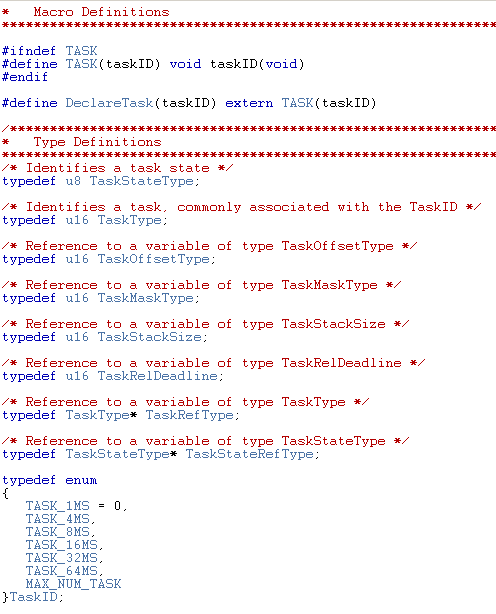 *   Macro Definitions
***********************************************************************
#ifndef TASK
#define TASK(taskID) void taskID(void)
#endif
#define DeclareTask(taskID) extern TASK(taskID)
/**********************************************************************
*   Type Definitions
***********************************************************************
/* Identifies a task state */
typedef u8 TaskStateType;
/* Identifies a task, commonly associated with the TaskID */
typedef u16 TaskType;
/* Reference to a variable of type TaskOffsetType */
typedef u16 TaskOffsetType;
/* Reference to a variable of type TaskMaskType */
typedef u16 TaskMaskType;
/* Reference to a variable of type TaskStackSize */
typedef u16 TaskStackSize;
/* Reference to a variable of type TaskRelDeadline */
typedef u16 TaskRelDeadline;
/* Reference to a variable of type TaskType */
typedef TaskType* TaskRefType;
/* Reference to a variable of type TaskStateType */
typedef TaskStateType* TaskStateRefType;
typedef enum
{
   TASK_1MS = 0,
   TASK_4MS,
   TASK_8MS,
   TASK_16MS,
   TASK_32MS,
   TASK_64MS,
   MAX_NUM_TASK
}TaskID;